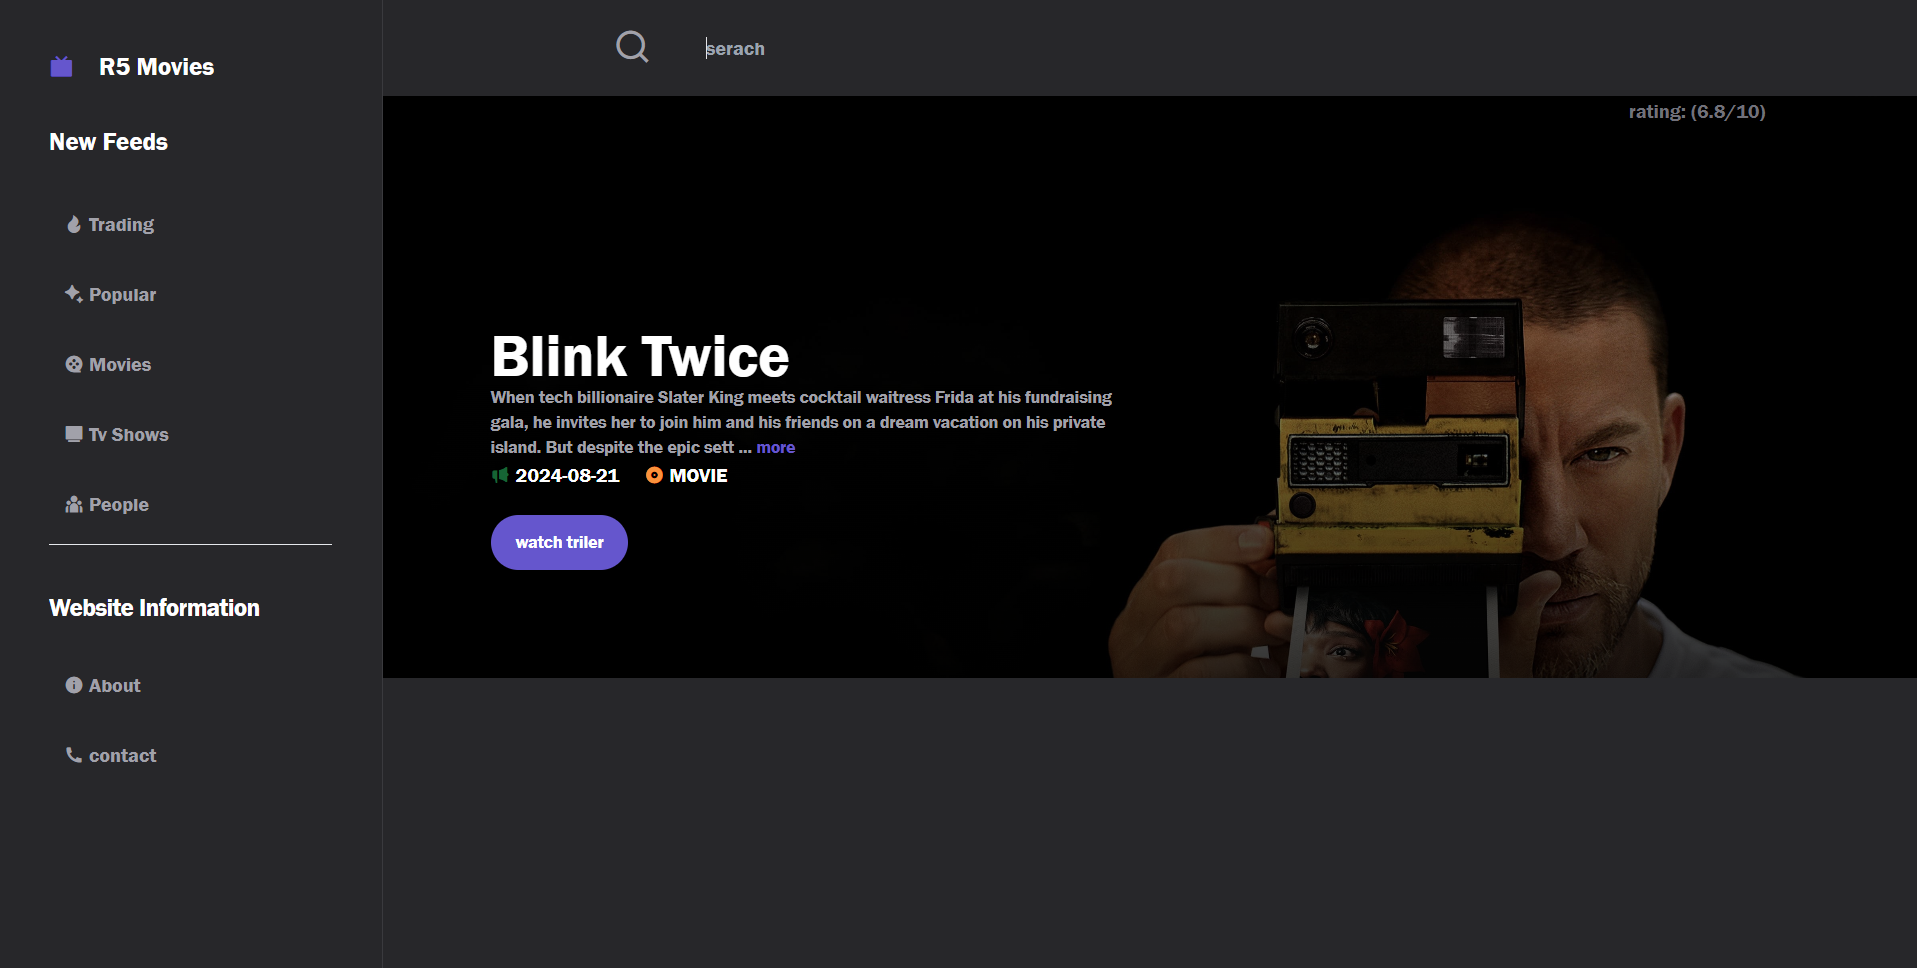 R5 Movies
New Feeds
Trading
Popular
Movies
Tv Shows
People
Website Information
About
contact
serach
rating: (6.8/10)
Blink Twice
When tech billionaire Slater King meets cocktail waitress Frida at his fundraising
gala, he invites her to join him and his friends on a dream vacation on his private
island. But despite the epic sett ... more
2024-08-21 MOVIE
watch triler